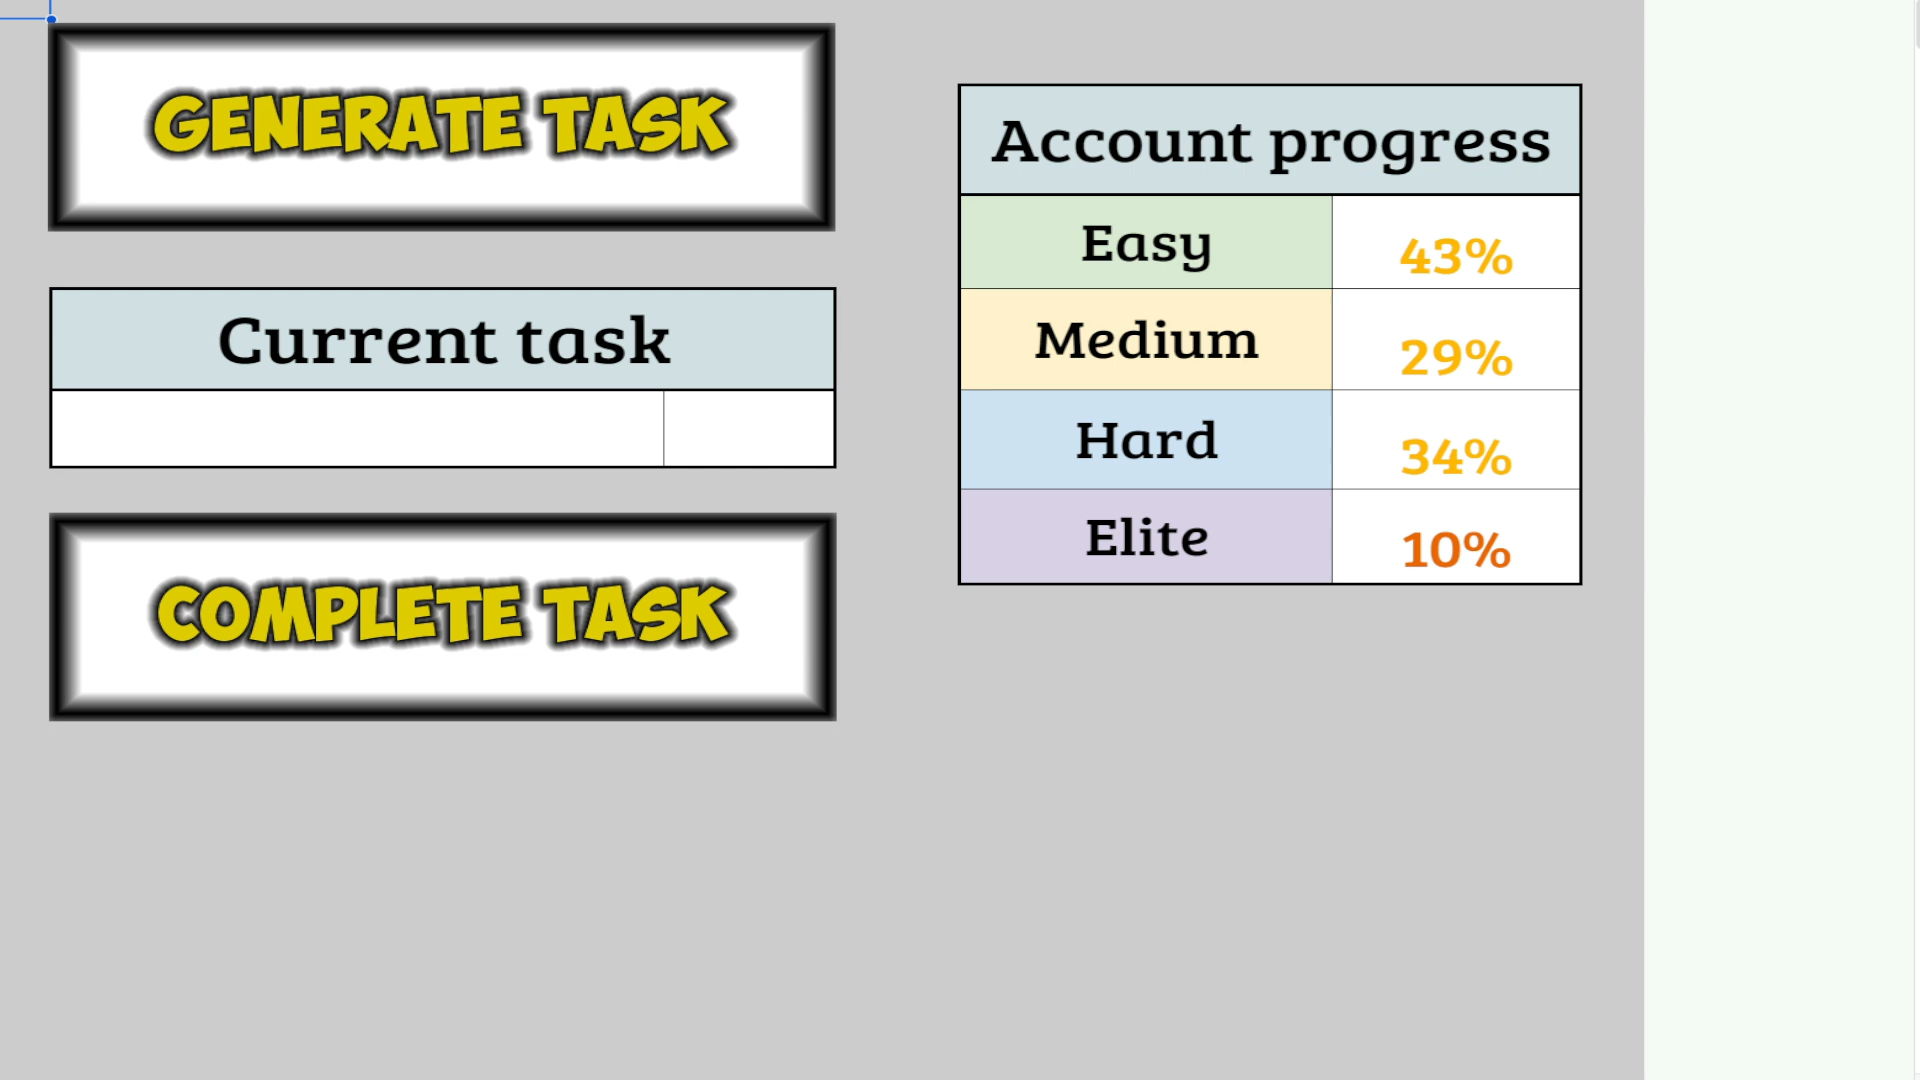 GENERATE TASK
Current task
COMPLETE TASK
Account progress
Easy 43%
Medium 29%
Hard 34%
Elite 10%